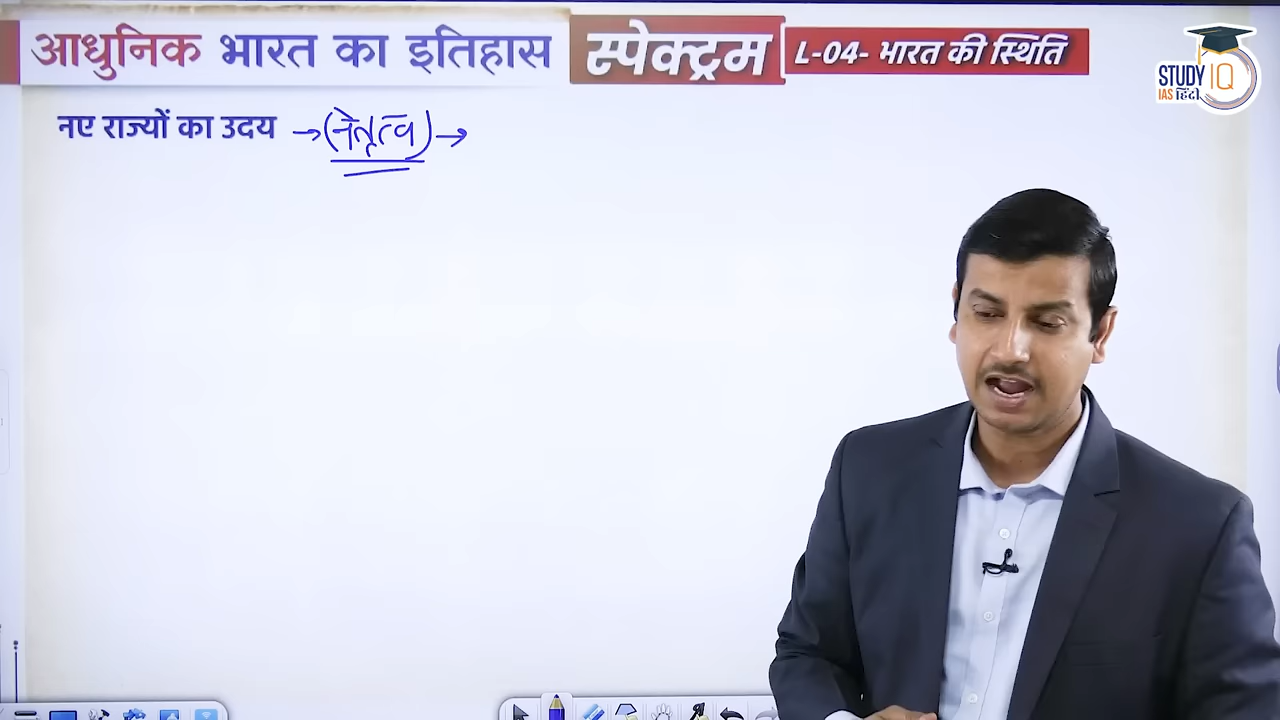 आधुनिक भारत का इतिहास स्पेक्ट्रम L-04- भारत की स्थिति
STUDY IQ
IAS हिंदी
नए राज्यों का उदय → (नेतृत्व) →